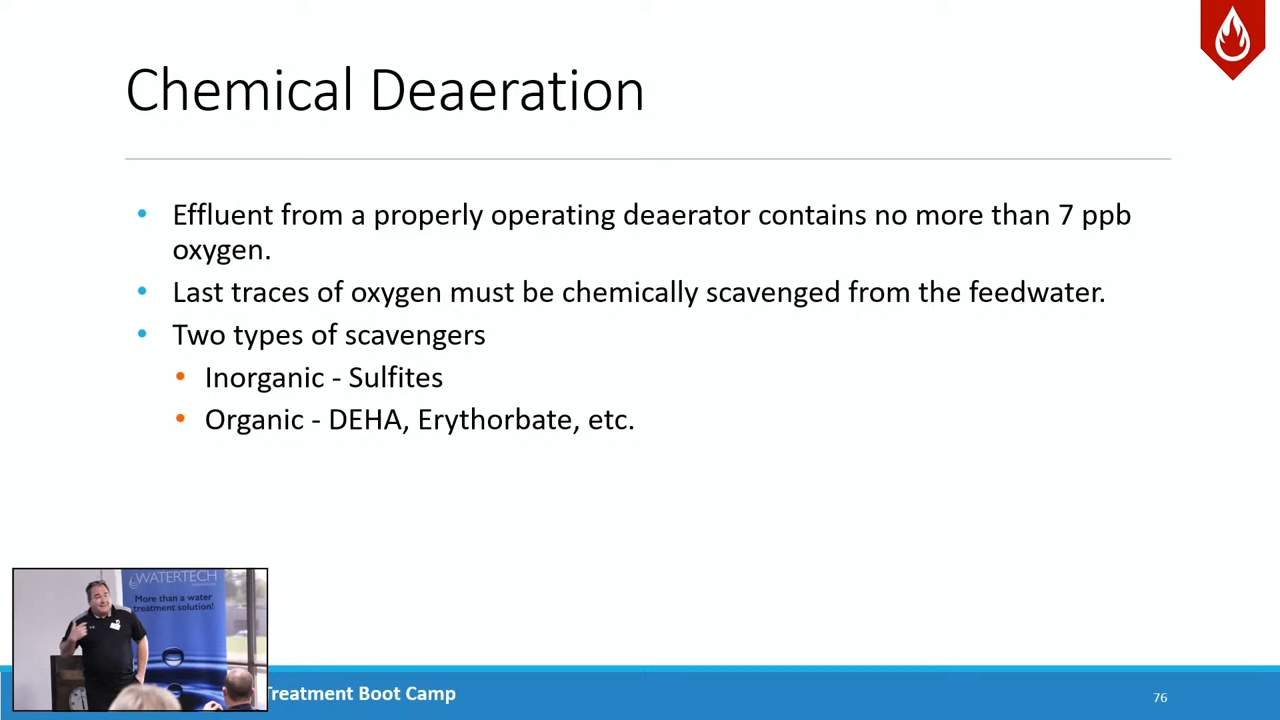 Chemical Deaeration
• Effluent from a properly operating deaerator contains no more than 7 ppb
oxygen.
• Last traces of oxygen must be chemically scavenged from the feedwater.
• Two types of scavengers
• Inorganic - Sulfites
• Organic - DEHA, Erythorbate, etc.
WATERTECH
More than a water
treatment solution!
Treatment Boot Camp
76